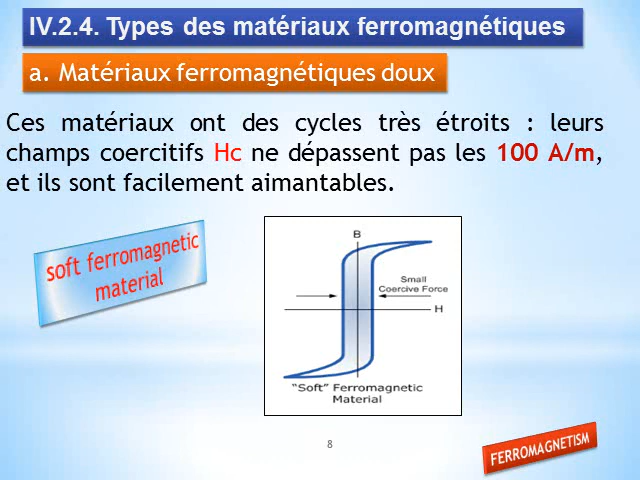 IV.2.4. Types des matériaux ferromagnétiques
a. Matériaux ferromagnétiques doux
Ces matériaux ont des cycles très étroits : leurs
champs coercitifs Hc ne dépassent pas les 100 A/m,
et ils sont facilement aimantables.
soft ferromagnetic
material
B
Small
Coercive Force
H
"Soft" Ferromagnetic
Material
8
FERROMAGNETISM